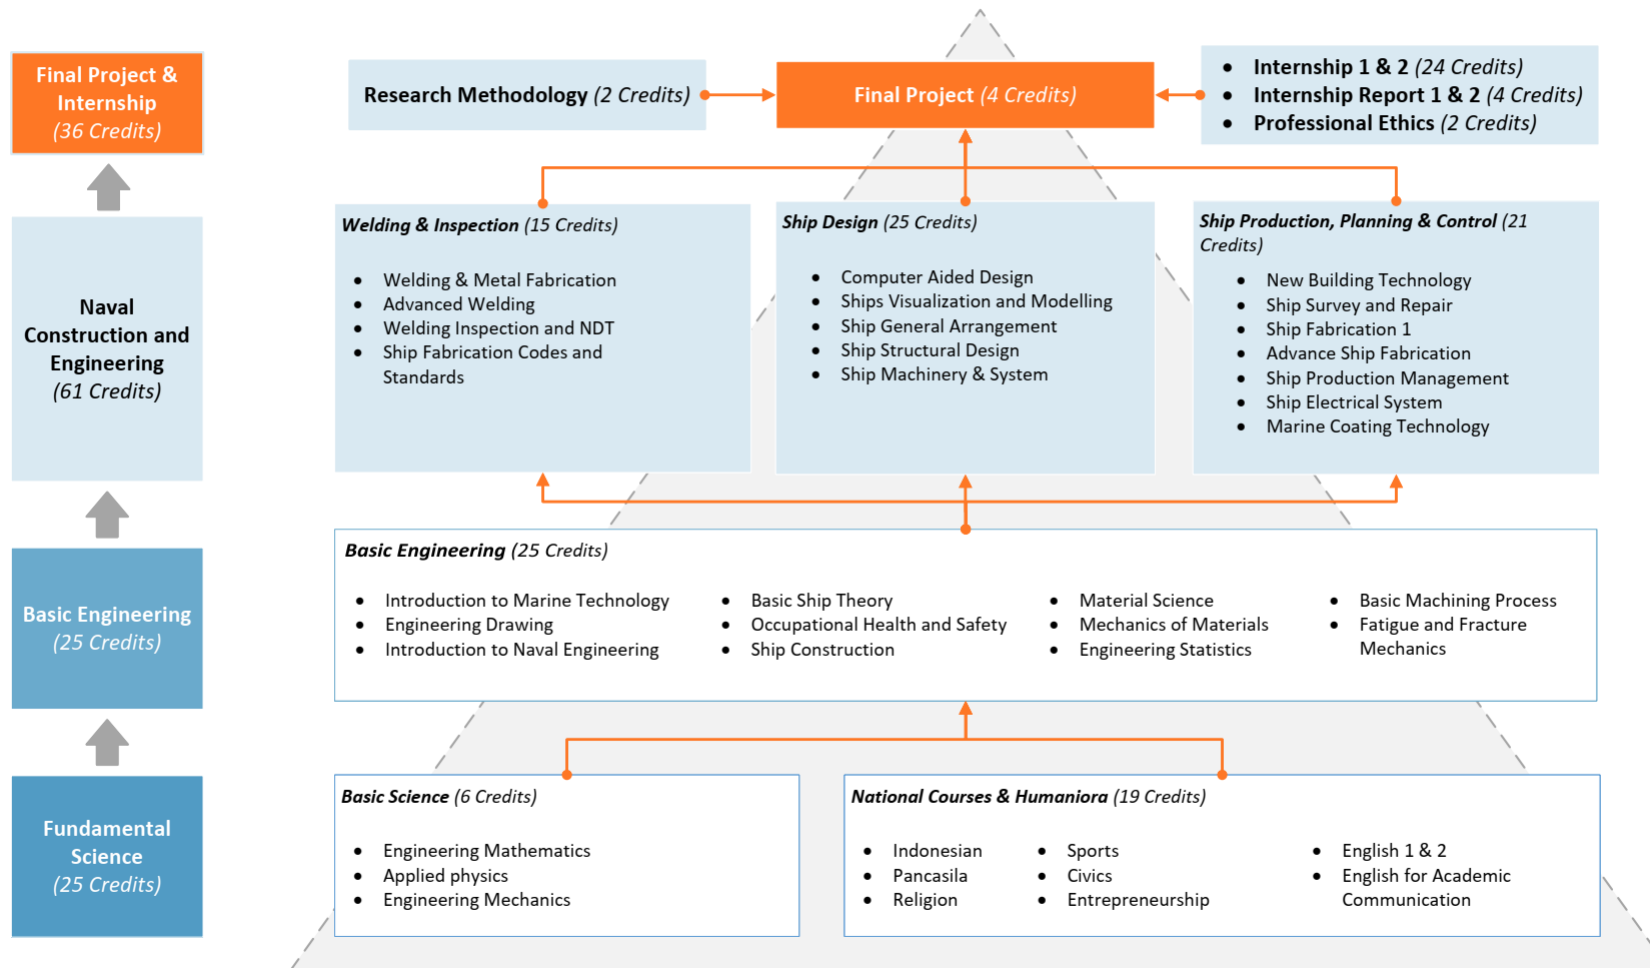 Final Project &
Internship
(36 Credits)
Research Methodology (2 Credits)
Final Project (4 Credits)
• Internship 1 & 2 (24 Credits)
• Internship Report 1 & 2 (4 Credits)
• Professional Ethics (2 Credits)
Naval
Construction and
Engineering
(61 Credits)
Welding & Inspection (15 Credits)
• Welding & Metal Fabrication
• Advanced Welding
• Welding Inspection and NDT
• Ship Fabrication Codes and
Standards
Ship Design (25 Credits)
• Computer Aided Design
• Ships Visualization and Modelling
• Ship General Arrangement
• Ship Structural Design
• Ship Machinery & System
Ship Production, Planning & Control (21
Credits)
• New Building Technology
• Ship Survey and Repair
• Ship Fabrication 1
• Advance Ship Fabrication
• Ship Production Management
• Ship Electrical System
• Marine Coating Technology
Basic Engineering
(25 Credits)
Basic Engineering (25 Credits)
• Introduction to Marine Technology
• Engineering Drawing
• Introduction to Naval Engineering
• Basic Ship Theory
• Occupational Health and Safety
• Ship Construction
• Material Science
• Mechanics of Materials
• Engineering Statistics
• Basic Machining Process
• Fatigue and Fracture
Mechanics
Fundamental
Science
(25 Credits)
Basic Science (6 Credits)
• Engineering Mathematics
• Applied physics
• Engineering Mechanics
National Courses & Humaniora (19 Credits)
• Indonesian
• Pancasila
• Religion
• Sports
• Civics
• Entrepreneurship
• English 1 & 2
• English for Academic
Communication